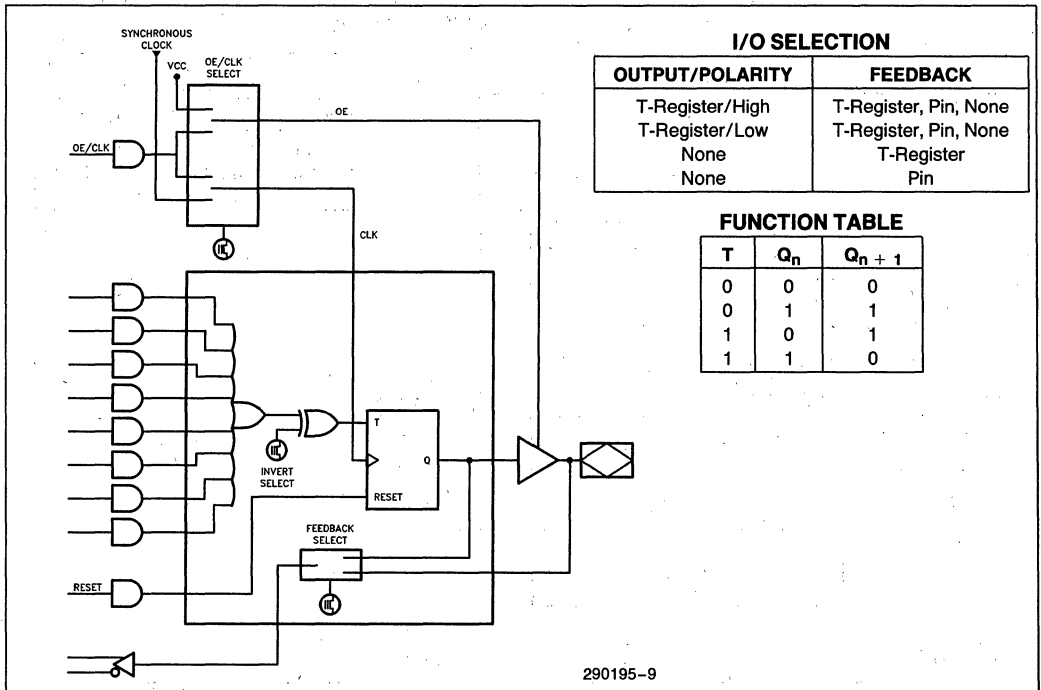 SYNCHRONOUS
CLOCK
VCC
OE/CLK
SELECT
OE
OE/CLK
CLK
T
Q
INVERT
SELECT
RESET
FEEDBACK
SELECT
RESET
I/O SELECTION
OUTPUT/POLARITY FEEDBACK
T-Register/High T-Register, Pin, None
T-Register/Low T-Register, Pin, None
None T-Register
None Pin
FUNCTION TABLE
T Qn Qn + 1
0 0 0
0 1 1
1 0 1
1 1 0
290195-9